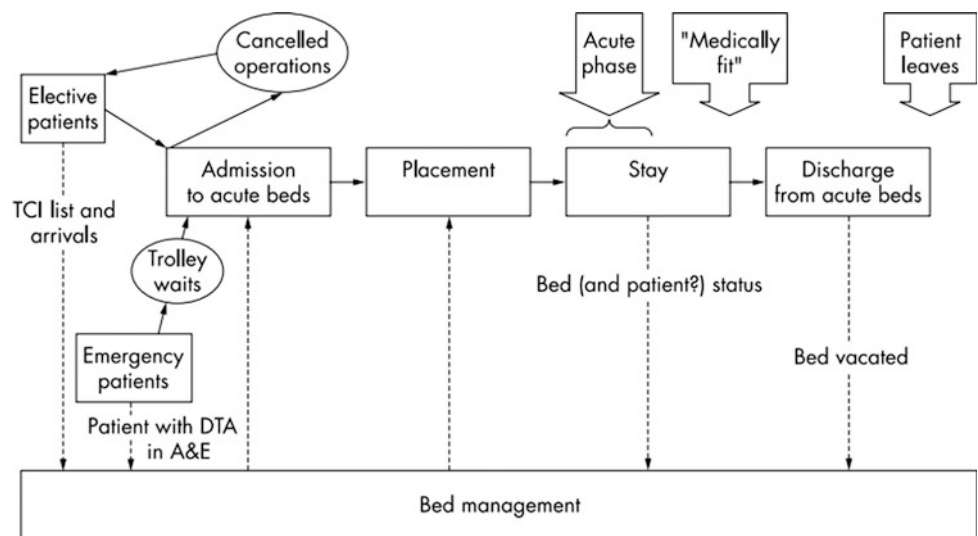 Cancelled
operations
Acute
phase
"Medically
fit"
Patient
leaves
Elective
patients
Admission
to acute beds
Placement
Stay
Discharge
from acute beds
TCI list and
arrivals
Trolley
waits
Bed (and patient?) status
Emergency
patients
Bed vacated
Patient with DTA
in A&E
Bed management